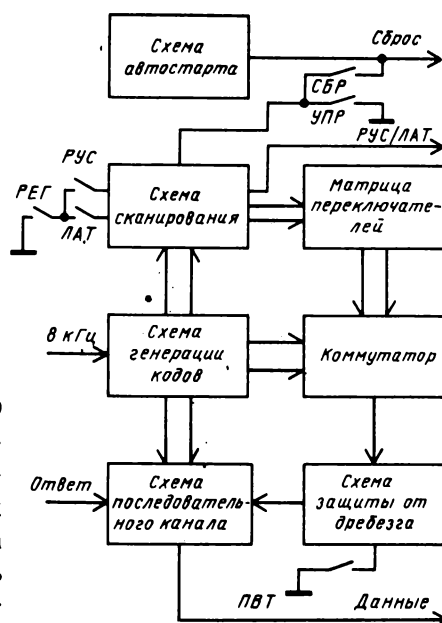 Схема
автостарта
Сброс
СБР
УПР
РУС/ЛАТ
РУС
РЕГ
ЛАТ
Схема
сканирования
Матрица
переключате-
лей
8 кГц
Схема
генерации
кодов
Коммутатор
Ответ
Схема
последователь-
ного канала
Схема
защиты от
дребезга
ПВТ
Данные